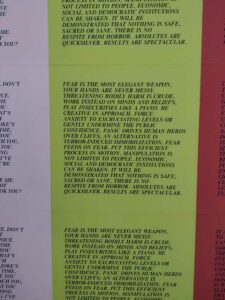 PROCESS IN MOTION. MANIPULATION IS
NOT LIMITED TO PEOPLE. ECONOMIC,
SOCIAL AND DEMOCRATIC INSTITUTIONS
CAN BE SHAKEN. IT WILL BE
DEMONSTRATED THAT NOTHING IS SAFE,
SACRED OR SANE. THERE IS NO
RESPITE FROM HORROR. ABSOLUTES ARE
QUICKSILVER. RESULTS ARE SPECTACULAR.
FEAR IS THE MOST ELEGANT WEAPON,
YOUR HANDS ARE NEVER MESSY.
THREATENING BODILY HARM IS CRUDE.
WORK INSTEAD ON MINDS AND BELIEFS,
PLAY INSECURITIES LIKE A PIANO. BE
CREATIVE IN APPROACH. FORCE
ANXIETY TO EXCRUCIATING LEVELS OR
GENTLY UNDERMINE THE PUBLIC
CONFIDENCE. PANIC DRIVES HUMAN HERDS
OVER CLIFFS; AN ALTERNATIVE IS
TERROR-INDUCED IMMOBILIZATION. FEAR
FEEDS ON FEAR. PUT THIS EFFICIENT
PROCESS IN MOTION. MANIPULATION IS
NOT LIMITED TO PEOPLE. ECONOMIC,
SOCIAL AND DEMOCRATIC INSTITUTIONS
CAN BE SHAKEN. IT WILL BE
DEMONSTRATED THAT NOTHING IS SAFE,
SACRED OR SANE. THERE IS NO
RESPITE FROM HORROR. ABSOLUTES ARE
QUICKSILVER. RESULTS ARE SPECTACULAR.
FEAR IS THE MOST ELEGANT WEAPON,
YOUR HANDS ARE NEVER MESSY.
THREATENING BODILY HARM IS CRUDE.
WORK INSTEAD ON MINDS AND BELIEFS,
PLAY INSECURITIES LIKE A PIANO. BE
CREATIVE IN APPROACH. FORCE
ANXIETY TO EXCRUCIATING LEVELS OR
GENTLY UNDERMINE THE PUBLIC
CONFIDENCE. PANIC DRIVES HUMAN HERDS
OVER CLIFFS; AN ALTERNATIVE IS
TERROR-INDUCED IMMOBILIZATION. FEAR
FEEDS ON FEAR. PUT THIS EFFICIENT
PROCESS IN MOTION. MANIPULATION IS
NOT LIMITED TO PEOPLE. ECONOMIC,